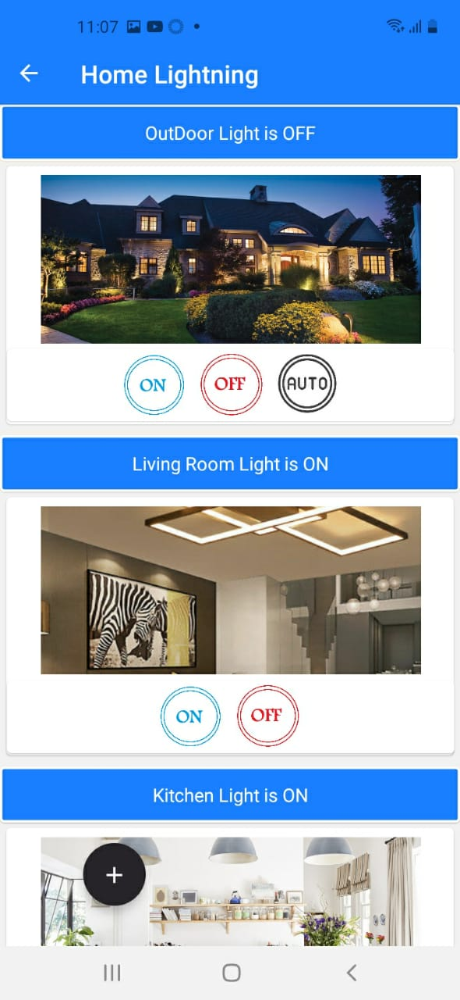 11:07
Home Lightning
OutDoor Light is OFF
ON OFF AUTO
Living Room Light is ON
ON OFF
Kitchen Light is ON